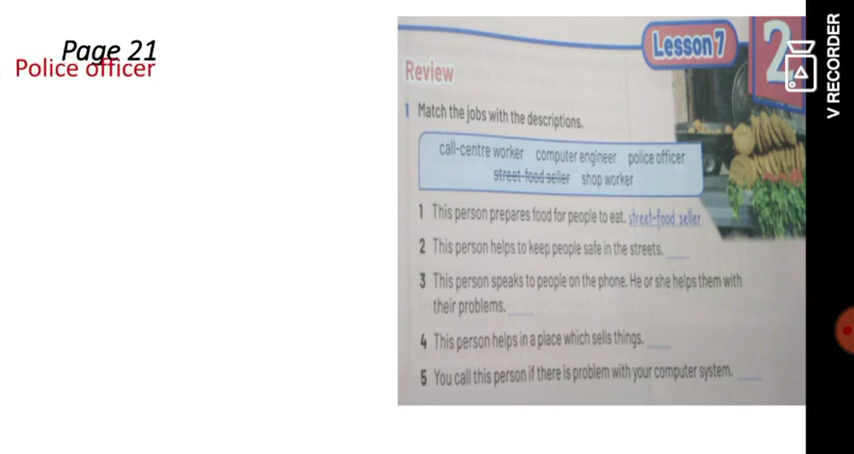 Page 21
Police officer
Lesson 7
2
Review
1 Match the jobs with the descriptions.
call-centre worker computer engineer police officer
street-food seller shop worker
1 This person prepares food for people to eat. street-food seller
2 This person helps to keep people safe in the streets.
3 This person speaks to people on the phone. He or she helps them with
their problems.
4 This person helps in a place which sells things.
5 You call this person if there is problem with your computer system.
V RECORDER